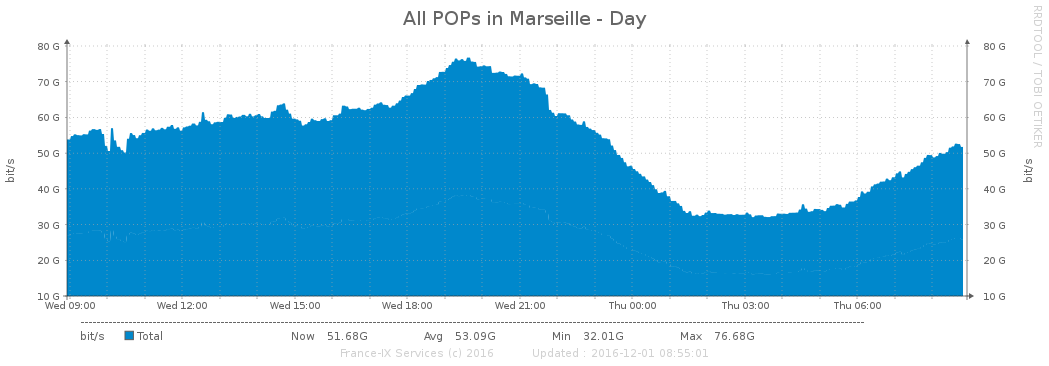 All POPs in Marseille - Day
RRDTOOL / TOBI OETIKER
80 G 80 G
70 G 70 G
60 G 60 G
50 G 50 G
40 G 40 G
30 G 30 G
20 G 20 G
10 G 10 G
bit/s
bit/s
Wed 09:00 Wed 12:00 Wed 15:00 Wed 18:00 Wed 21:00 Thu 00:00 Thu 03:00 Thu 06:00
bit/s Total Now 51.68G Avg 53.09G Min 32.01G Max 76.68G
France-IX Services (c) 2016 Updated : 2016-12-01 08:55:01